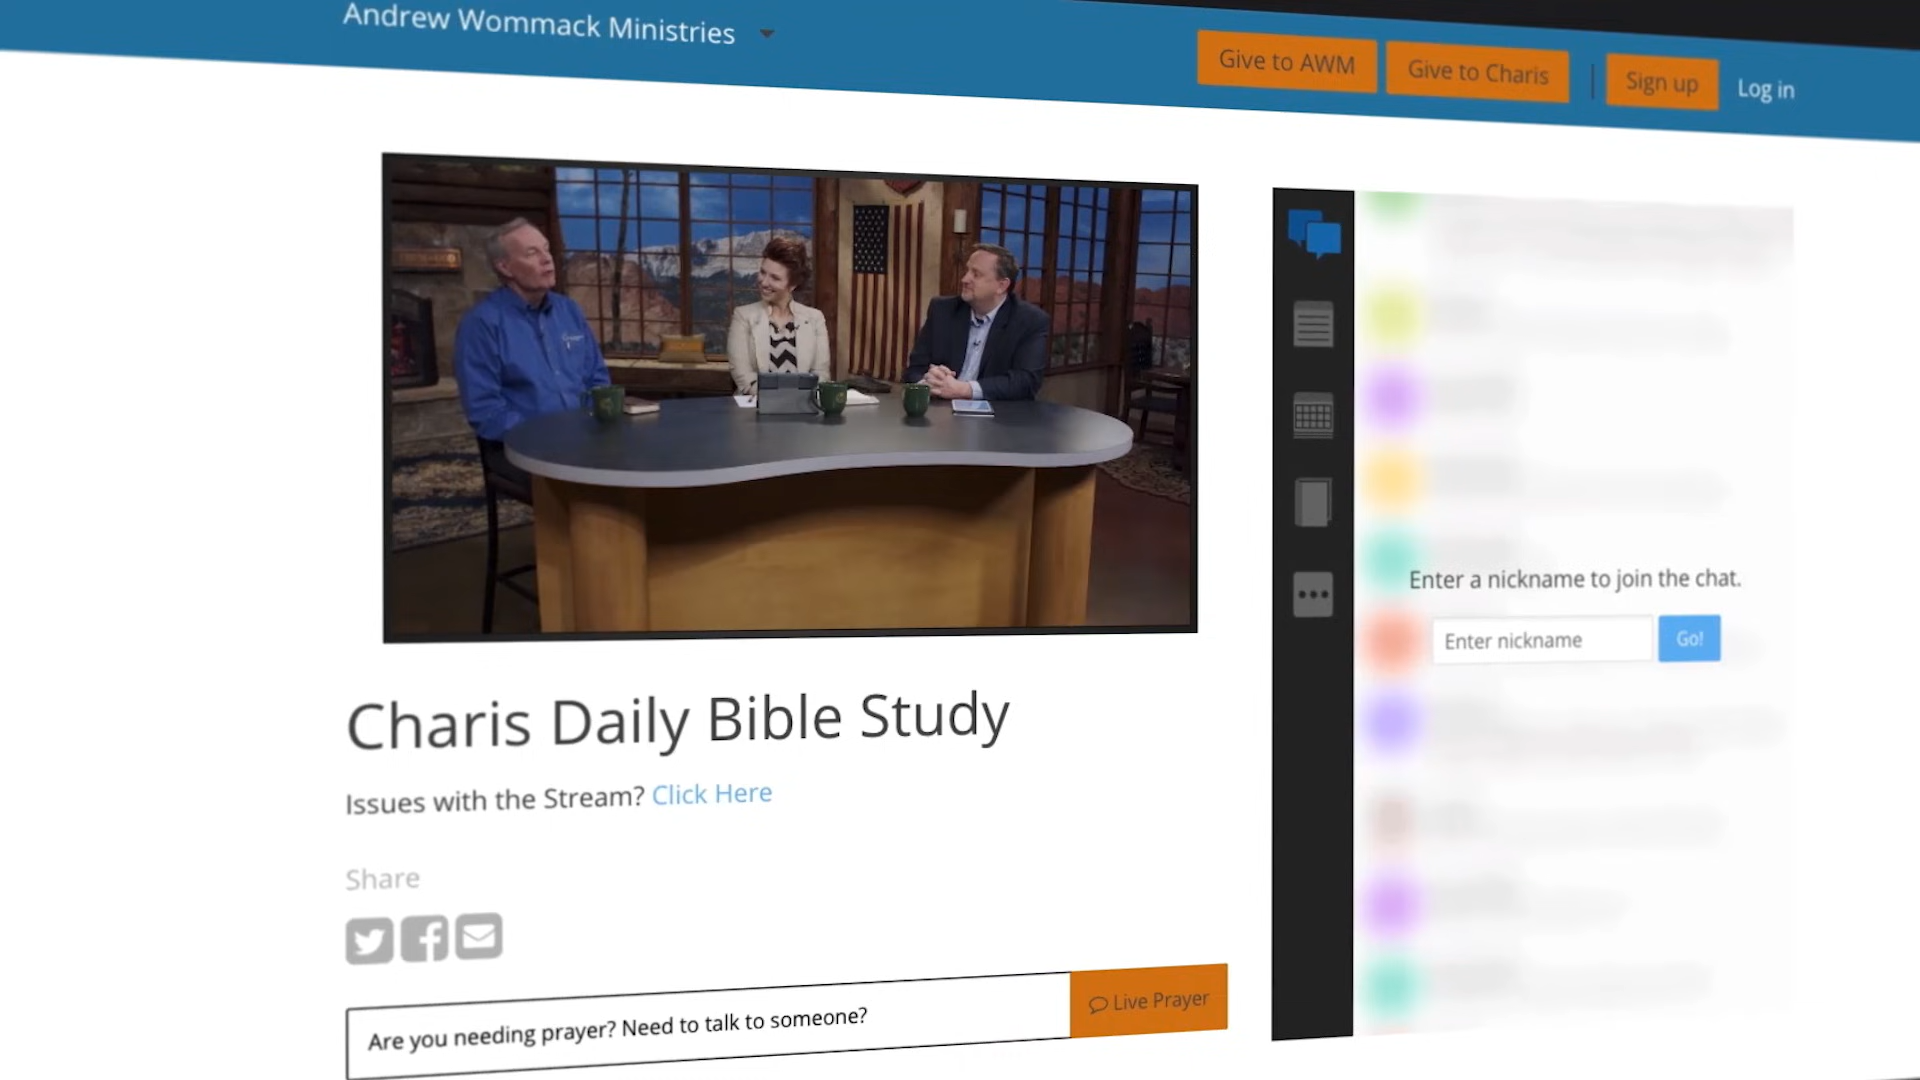 Andrew Wommack Ministries
Give to AWM
Give to Charis
Sign up
Log in
Enter a nickname to join the chat.
Enter nickname
Go!
Charis Daily Bible Study
Issues with the Stream? Click Here
Share
Are you needing prayer? Need to talk to someone?
Live Prayer